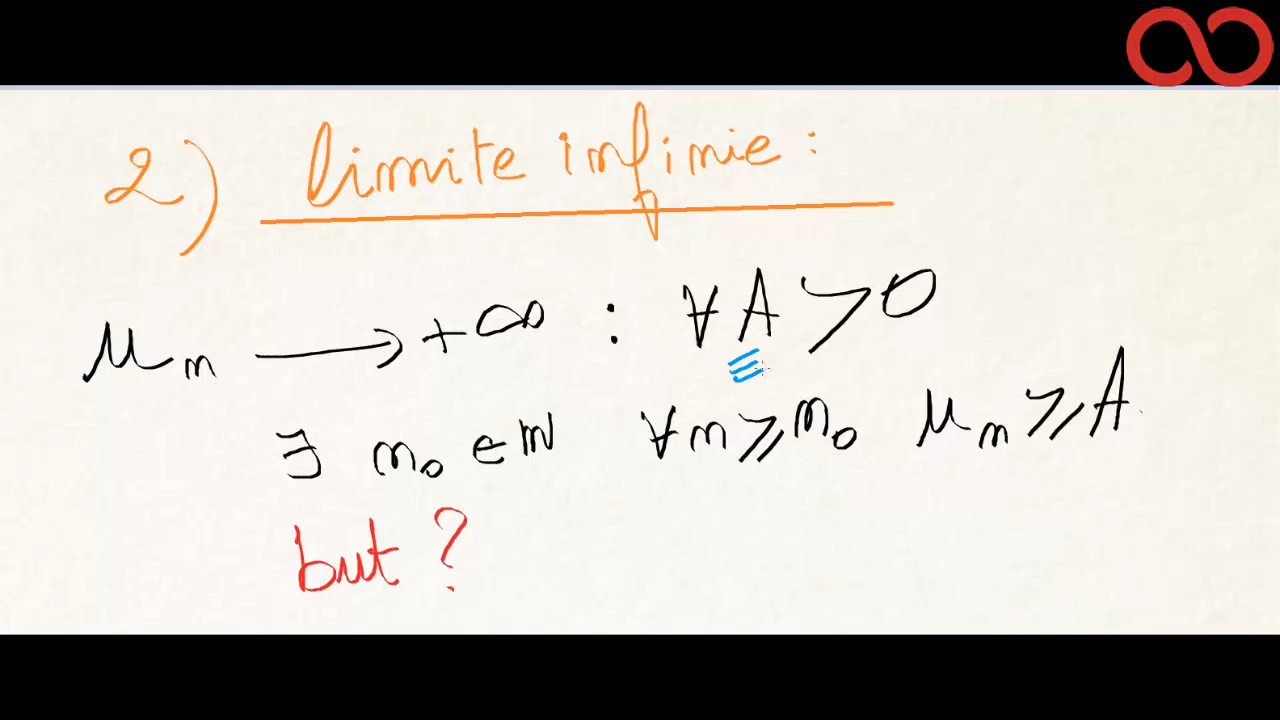 2) limite infinie :
un ⟶ +∞ : ∀ A > 0
∃ n₀ ∈ ℕ ∀n ⩾ n₀ un ⩾ A
but ?